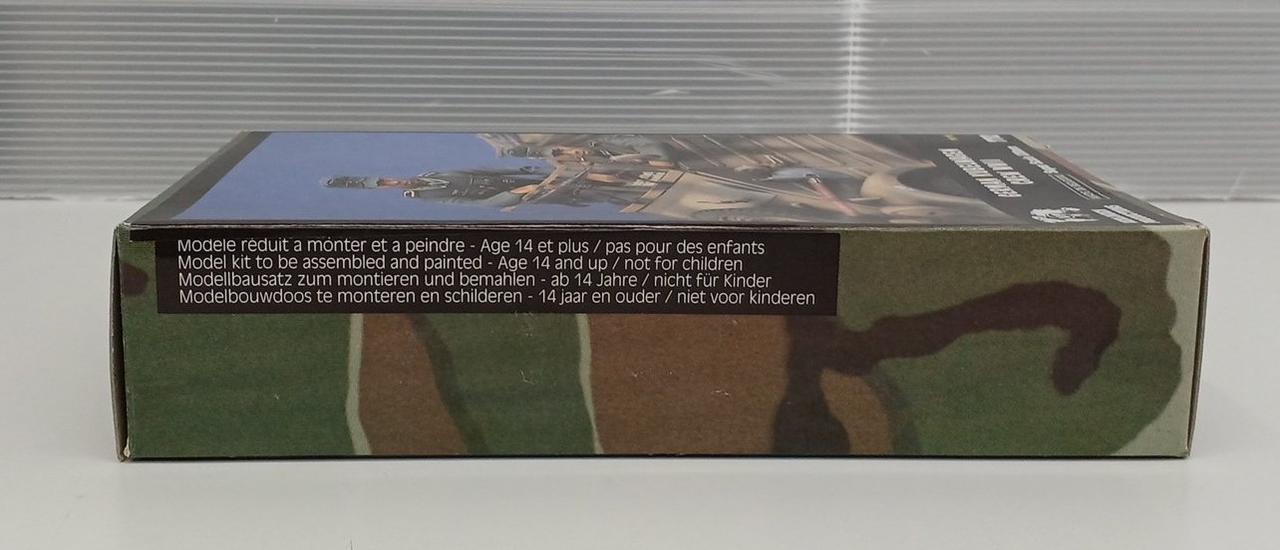 Modele réduit a monter et a peindre - Age 14 et plus / pas pour des enfants
Model kit to be assembled and painted - Age 14 and up / not for children
Modellbausatz zum montieren und bemahlen - ab 14 Jahre / nicht für Kinder
Modelbouwdoos te monteren en schilderen - 14 jaar en ouder / niet voor kinderen